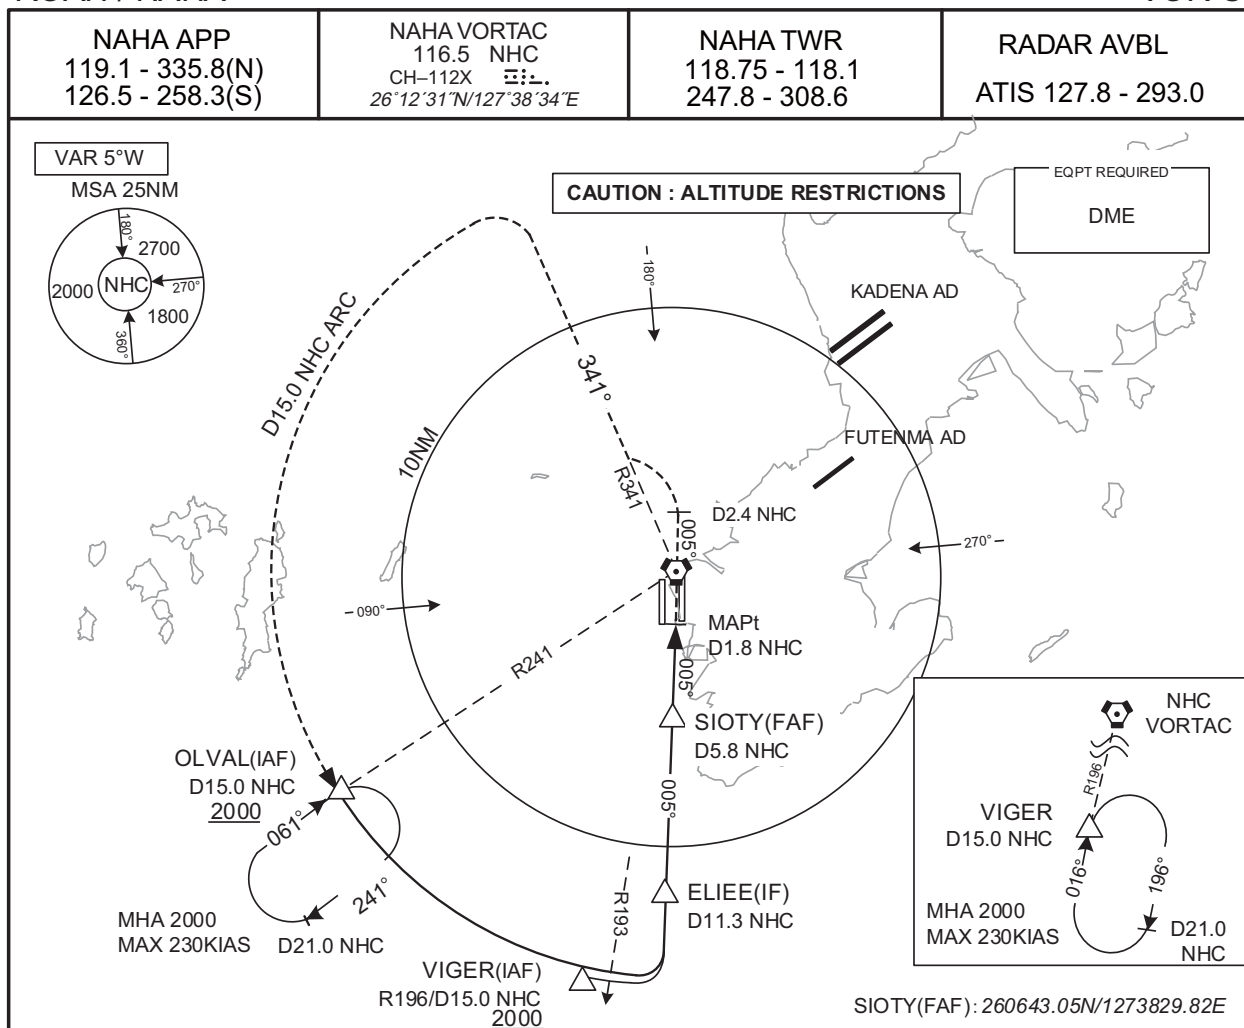 NAHA APP
119.1 - 335.8(N)
126.5 - 258.3(S)
NAHA VORTAC
116.5 NHC
CH–112X
26°12´31˝N/127°38´34˝E
NAHA TWR
118.75 - 118.1
247.8 - 308.6
RADAR AVBL
ATIS 127.8 - 293.0
VAR 5°W
MSA 25NM
180°
2700
2000
NHC
270°
1800
360°
CAUTION : ALTITUDE RESTRICTIONS
EQPT REQUIRED
DME
180°
KADENA AD
D15.0 NHC ARC
341°
10NM
FUTENMA AD
R341
D2.4 NHC
005°
270°
090°
MAPt
D1.8 NHC
R241
005°
SIOTY(FAF)
D5.8 NHC
OLVAL(IAF)
D15.0 NHC
2000
061°
005°
241°
MHA 2000
MAX 230KIAS
D21.0 NHC
ELIEE(IF)
D11.3 NHC
R193
VIGER(IAF)
R196/D15.0 NHC
2000
NHC
VORTAC
R196
VIGER
D15.0 NHC
016°
196°
MHA 2000
MAX 230KIAS
D21.0
NHC
SIOTY(FAF): 260643.05N/1273829.82E